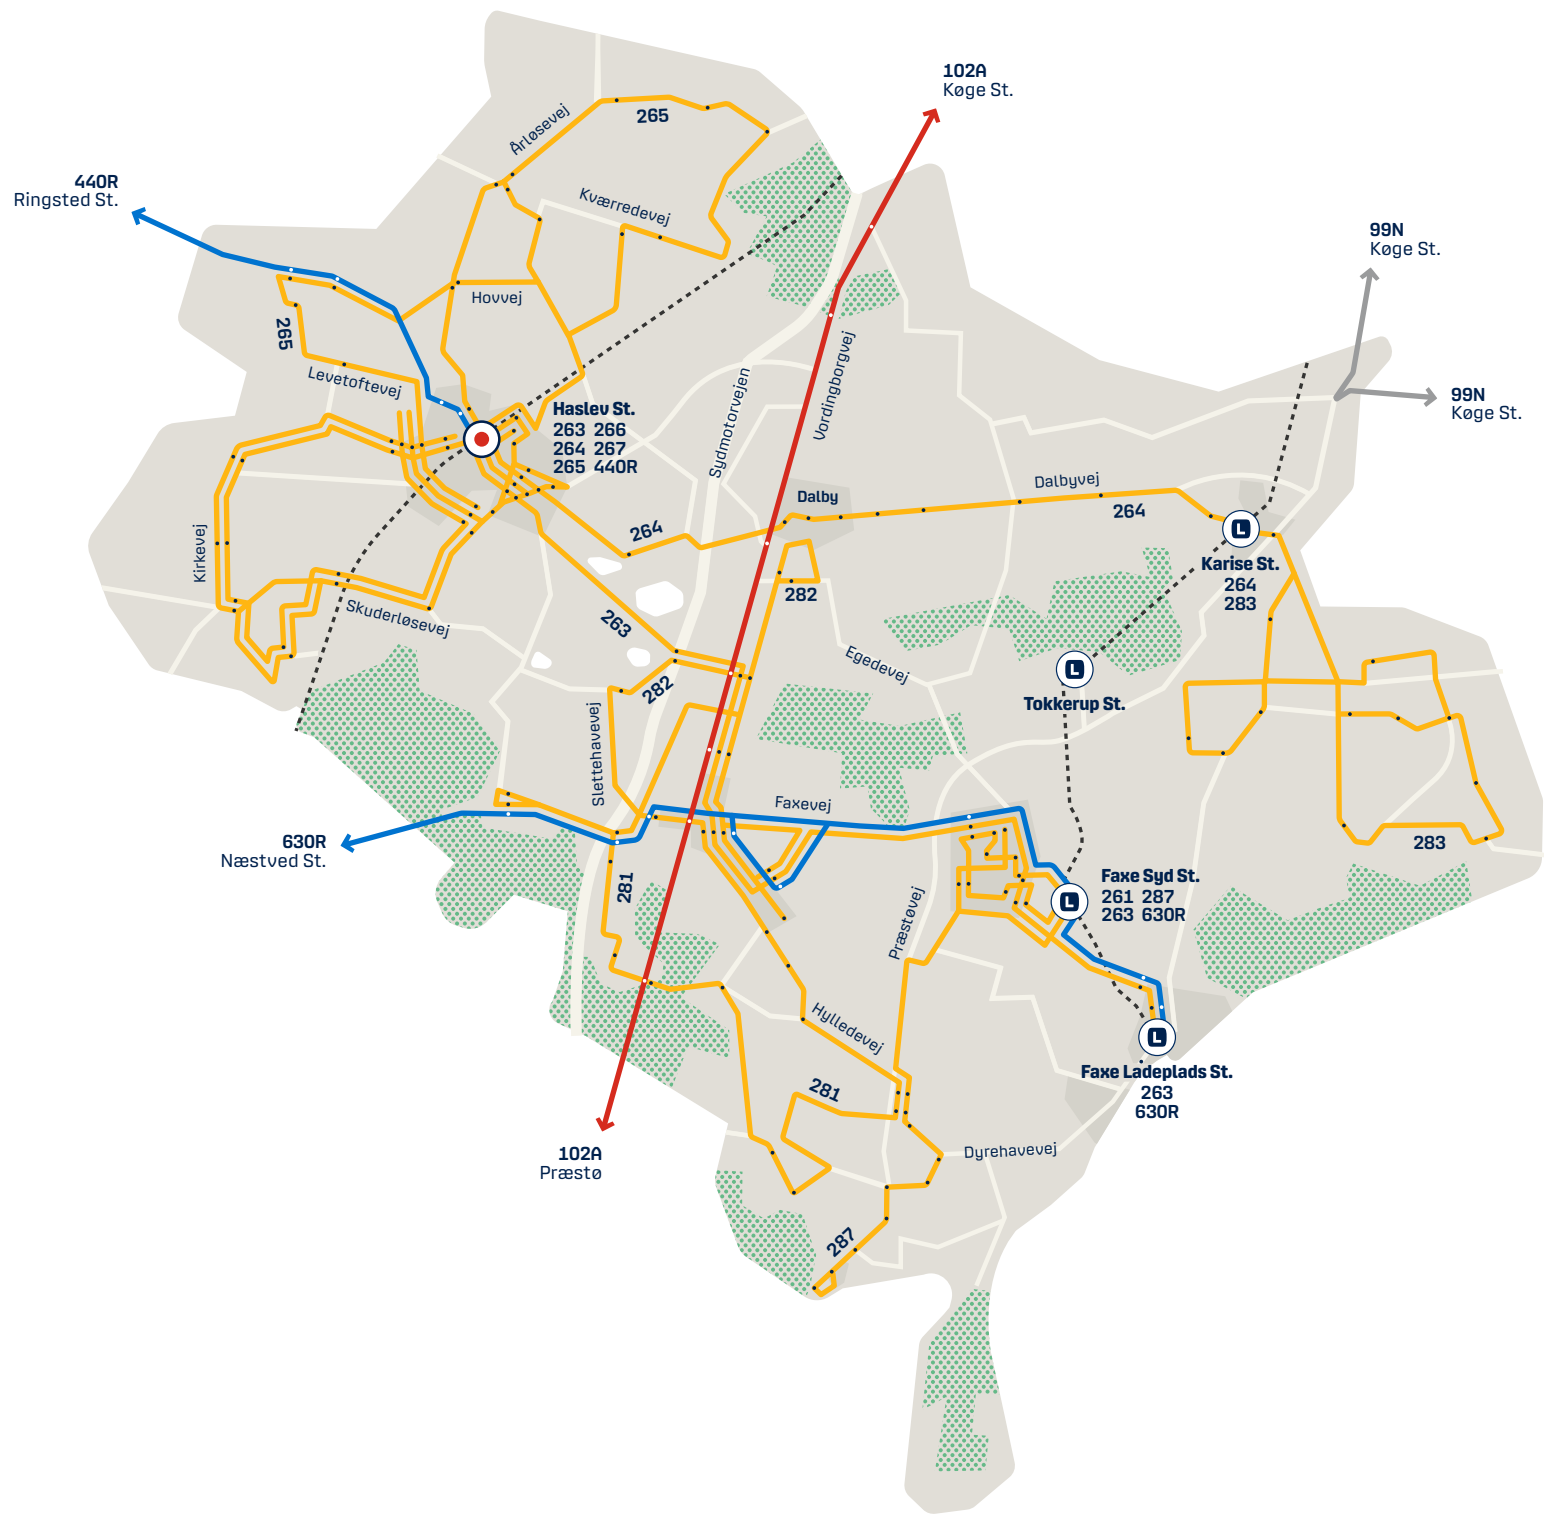 102A
Køge St.
Årløsevej
265
440R
Ringsted St.
Kværredevej
99N
Køge St.
Hovvej
265
Levetoftevej
Vordingborgvej
Sydmotorvejen
99N
Køge St.
Haslev St.
263 266
264 267
265 440R
Dalby
Dalbyvej
264
264
Kirkevej
Karise St.
264
283
282
Skuderløsevej
263
Egedevej
282
Tokkerup St.
Slettehavevej
Faxevej
630R
Næstved St.
283
281
Faxe Syd St.
261 287
263 630R
Præstøvej
Hylledevej
Faxe Ladeplads St.
263
630R
281
102A
Præstø
Dyrehavevej
287
L
L
L
L